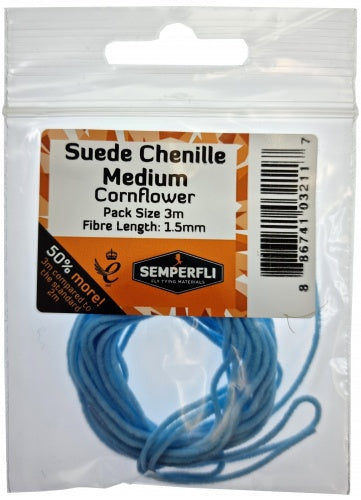 Suede Chenille
Medium
Cornflower
Pack Size 3m
Fibre Length: 1.5mm
50% more!
3m compared to
the standard
2m
SEMPERFLI
FLY TYING MATERIALS
8 86741 03211 7